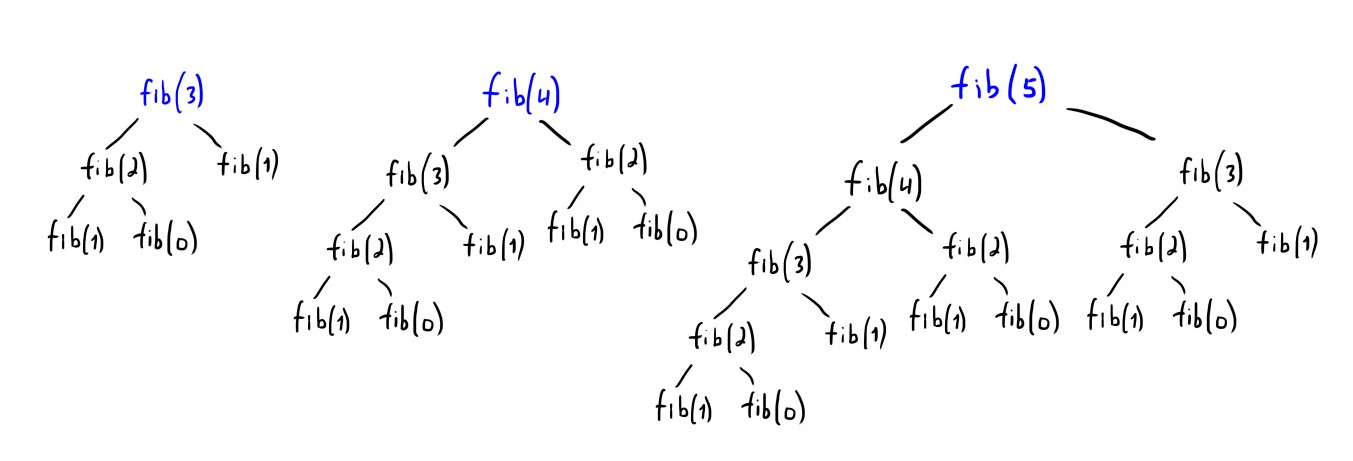 fib(3) fib(4) fib(5)
fib(2) fib(1) fib(3) fib(2) fib(4) fib(3)
fib(1) fib(0) fib(2) fib(1) fib(1) fib(0) fib(3) fib(2) fib(2) fib(1)
fib(1) fib(0) fib(2) fib(1) fib(1) fib(0) fib(1) fib(0)
fib(1) fib(0)